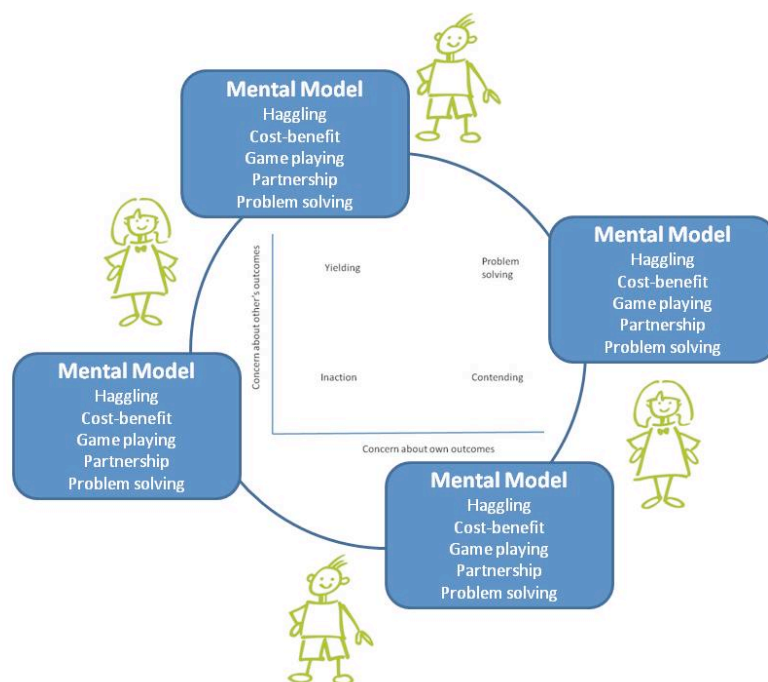 Mental Model
Haggling
Cost-benefit
Game playing
Partnership
Problem solving
Mental Model
Haggling
Cost-benefit
Game playing
Partnership
Problem solving
Concern about other's outcomes
Yielding
Problem
solving
Inaction
Contending
Concern about own outcomes
Mental Model
Haggling
Cost-benefit
Game playing
Partnership
Problem solving
Mental Model
Haggling
Cost-benefit
Game playing
Partnership
Problem solving